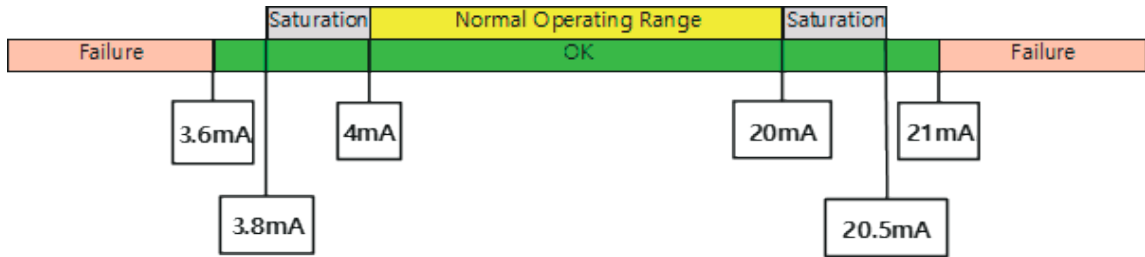 Saturation Normal Operating Range Saturation
Failure OK Failure
3.6mA 4mA 20mA 21mA
3.8mA 20.5mA